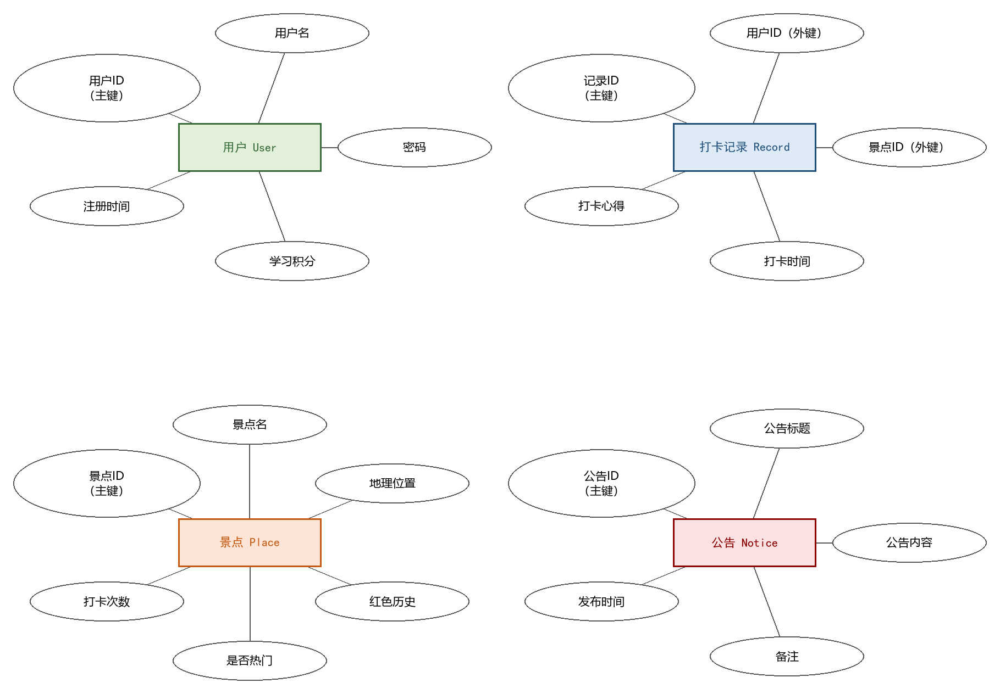 用户名
用户ID
（主键）
用户 User
密码
注册时间
学习积分
用户ID（外键）
记录ID
（主键）
打卡记录 Record
景点ID（外键）
打卡心得
打卡时间
景点名
景点ID
（主键）
地理位置
景点 Place
打卡次数
红色历史
是否热门
公告标题
公告ID
（主键）
公告 Notice
公告内容
发布时间
备注